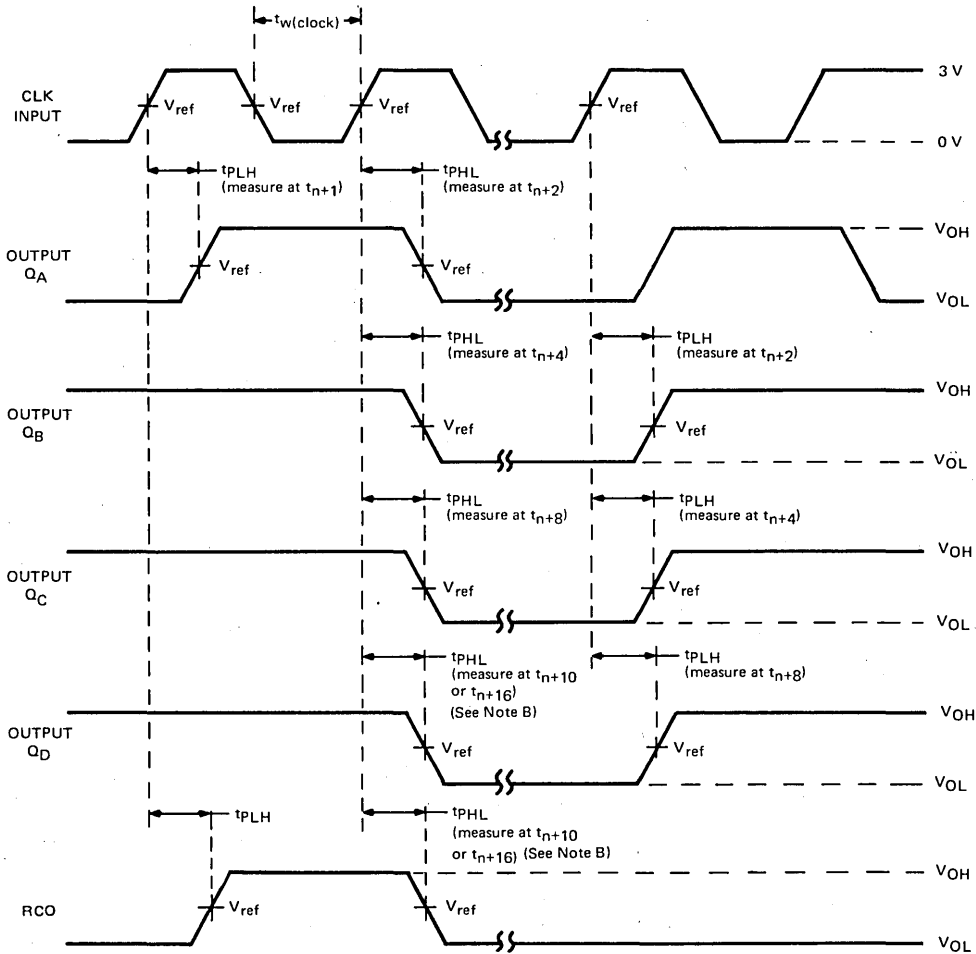 tw(clock)
CLK
INPUT
Vref
Vref
Vref
Vref
3 V
0 V
tPLH
(measure at tn+1)
tPHL
(measure at tn+2)
OUTPUT
QA
Vref
Vref
VOH
VOL
tPHL
(measure at tn+4)
tPLH
(measure at tn+2)
OUTPUT
QB
Vref
Vref
VOH
VOL
tPHL
(measure at tn+8)
tPLH
(measure at tn+4)
OUTPUT
QC
Vref
Vref
VOH
VOL
tPHL
(measure at tn+10
or tn+16)
(See Note B)
tPLH
(measure at tn+8)
OUTPUT
QD
Vref
Vref
VOH
VOL
tPLH
tPHL
(measure at tn+10
or tn+16) (See Note B)
RCO
Vref
Vref
VOH
VOL